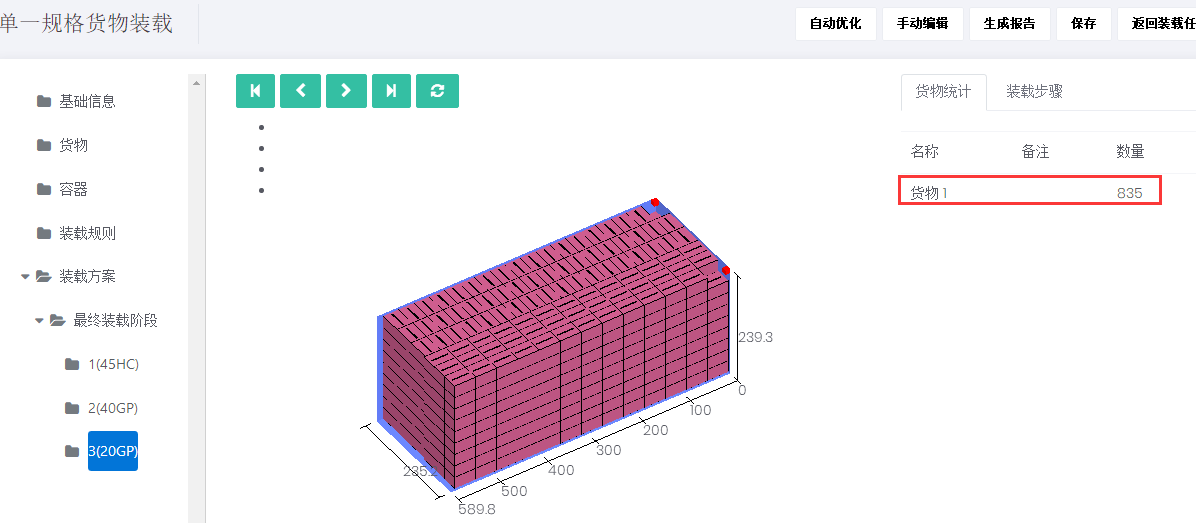 单一规格货物装载
自动优化 手动编辑 生成报告 保存 返回装载任
基础信息
货物
容器
装载规则
装载方案
最终装载阶段
1(45HC)
2(40GP)
3(20GP)
货物统计 装载步骤
名称 备注 数量
货物 1 835
239.3
0
100
200
300
400
500
589.8